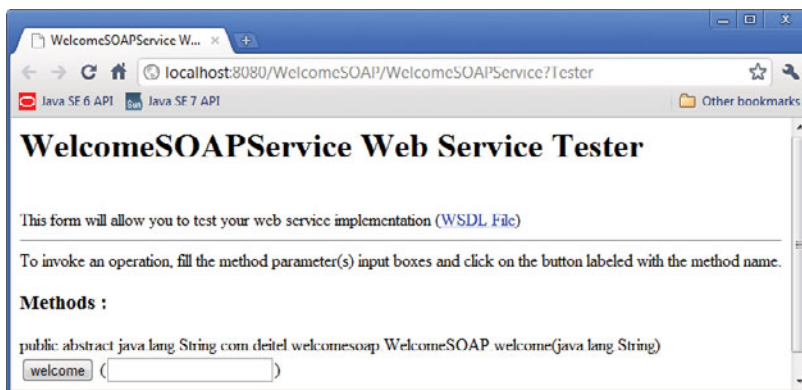 WelcomeSOAPService W...
localhost:8080/WelcomeSOAP/WelcomeSOAPService?Tester
Java SE 6 API Sun Java SE 7 API Other bookmarks
WelcomeSOAPService Web Service Tester
This form will allow you to test your web service implementation (WSDL File)
To invoke an operation, fill the method parameter(s) input boxes and click on the button labeled with the method name.
Methods :
public abstract java lang String com deitel welcomesoap WelcomeSOAP welcome(java lang String)
welcome ( )